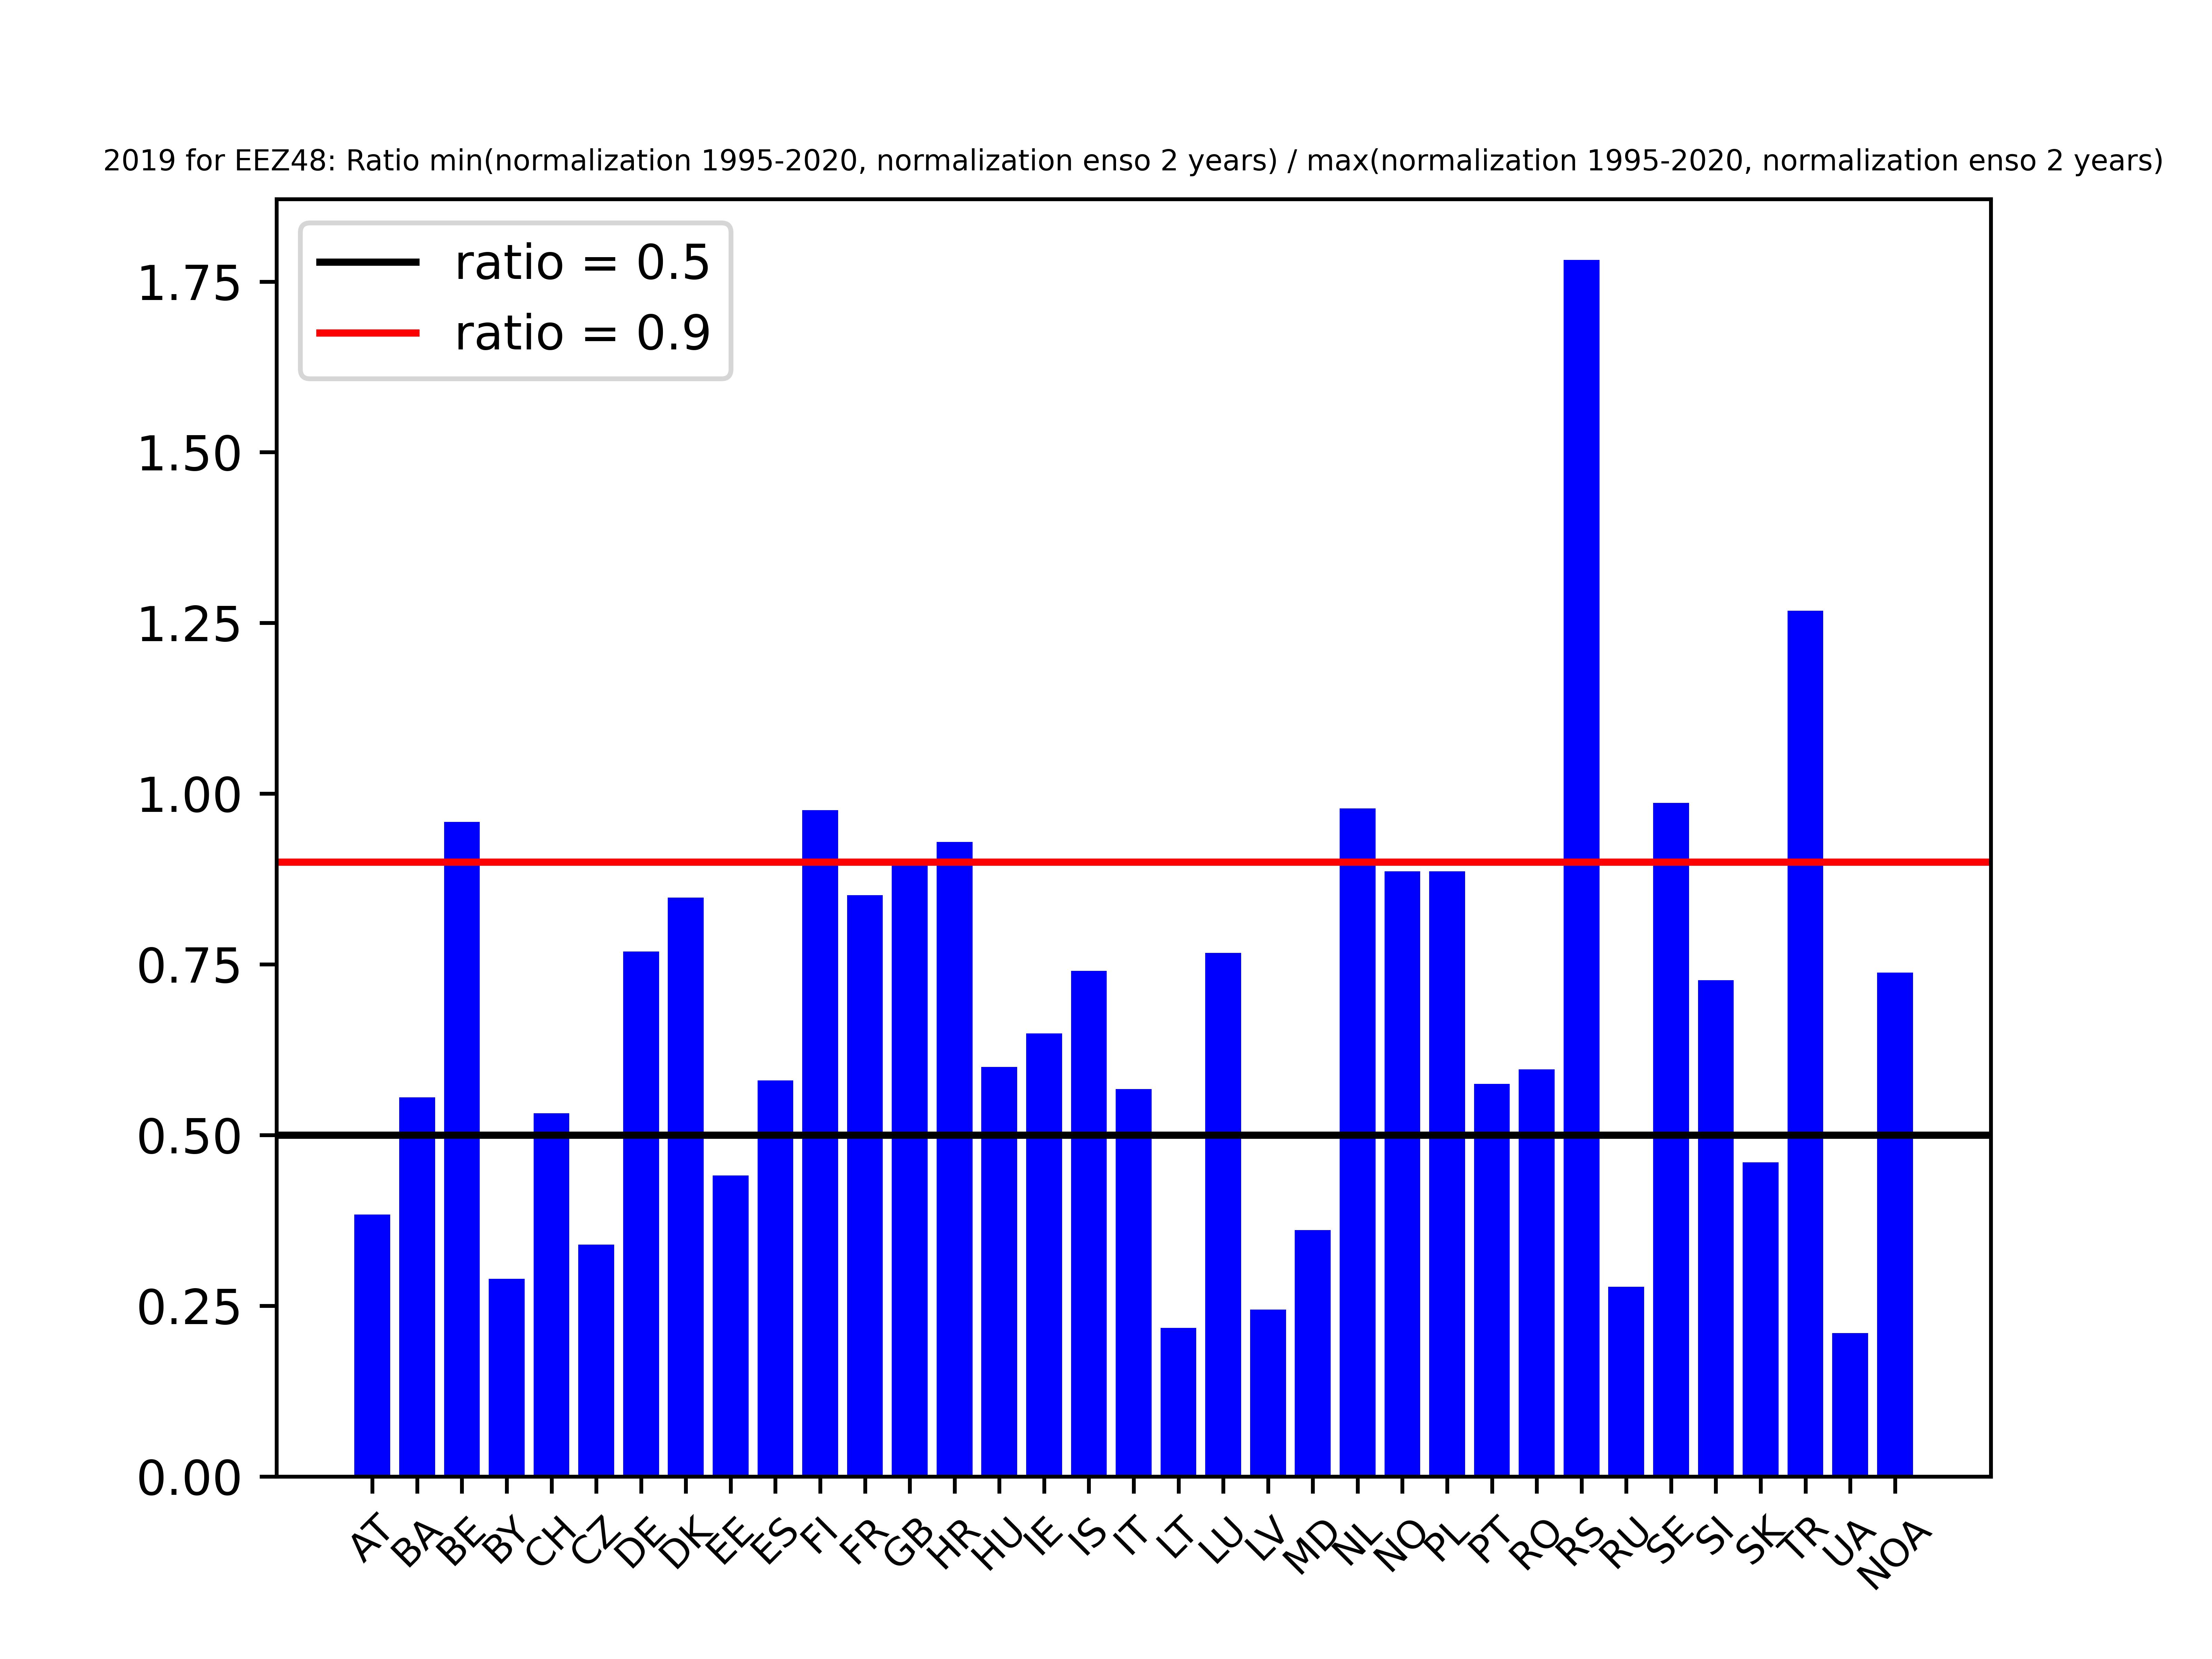 2019 for EEZ48: Ratio min(normalization 1995-2020, normalization enso 2 years) / max(normalization 1995-2020, normalization enso 2 years)
ratio = 0.5
ratio = 0.9
1.75
1.50
1.25
1.00
0.75
0.50
0.25
0.00
AT BA BE BY CH CZ DE DK EE ES FI FR GB HR HU IE IS IT LT LU LV MD NL NO PL PT RO RS RU SE SI SK TR UA NOA